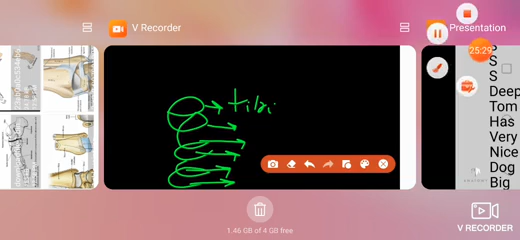 V Recorder
Presentation
25:29
S
S
S
Deep
Tom
Has
Very
Nice
Dog
Big
tibi
1.46 GB of 4 GB free
V RECORDER